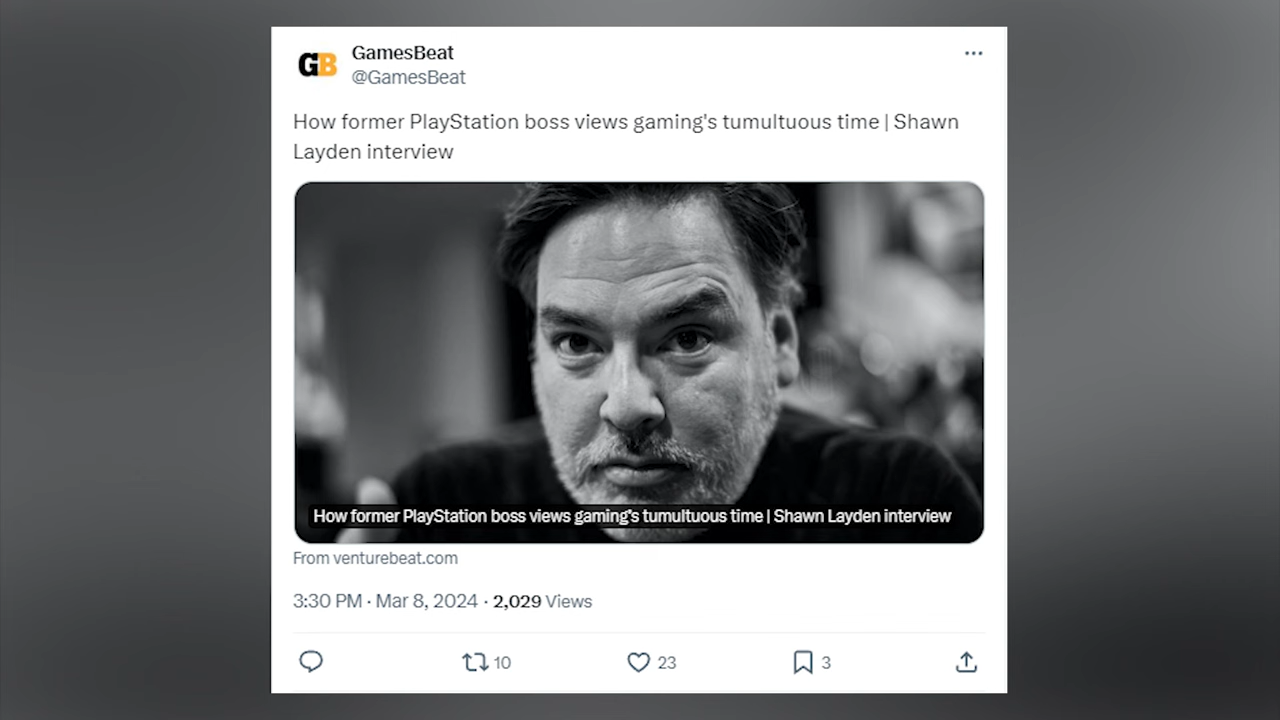 GB
GamesBeat
@GamesBeat
How former PlayStation boss views gaming's tumultuous time | Shawn
Layden interview
How former PlayStation boss views gaming's tumultuous time | Shawn Layden interview
From venturebeat.com
3:30 PM · Mar 8, 2024 · 2,029 Views
10 23 3